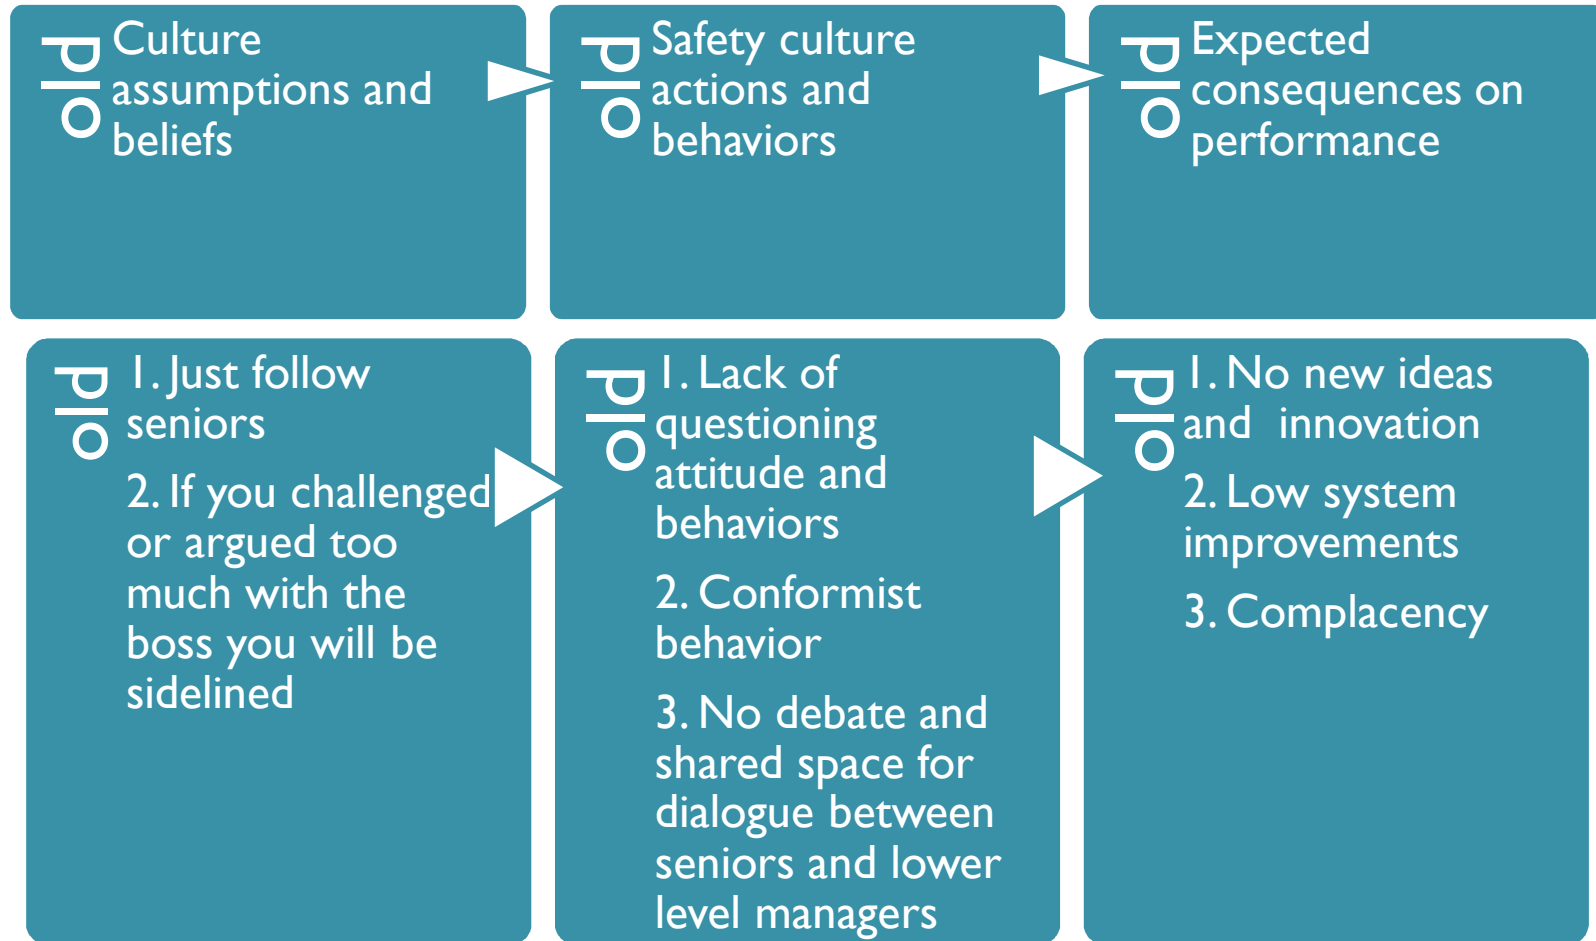 old
Culture
assumptions and
beliefs
old
Safety culture
actions and
behaviors
old
Expected
consequences on
performance
old
1. Just follow
seniors
2. If you challenged
or argued too
much with the
boss you will be
sidelined
old
1. Lack of
questioning
attitude and
behaviors
2. Conformist
behavior
3. No debate and
shared space for
dialogue between
seniors and lower
level managers
old
1. No new ideas
and  innovation
2. Low system
improvements
3. Complacency